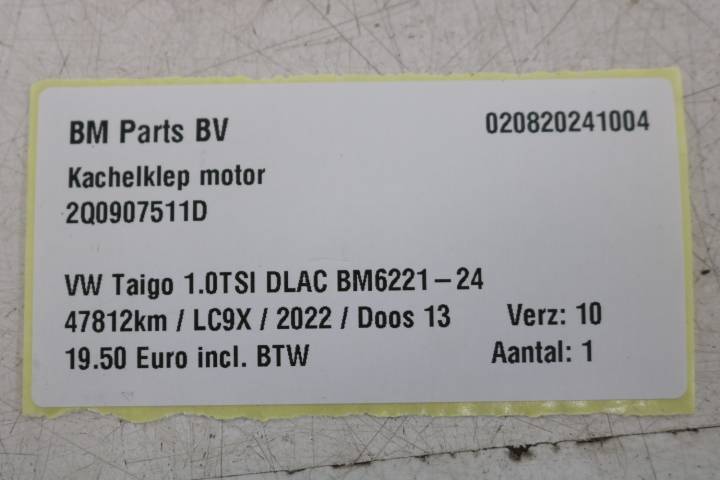 BM Parts BV 020820241004
Kachelklep motor
2Q0907511D
VW Taigo 1.0TSI DLAC BM6221-24
47812km / LC9X / 2022 / Doos 13 Verz: 10
19.50 Euro incl. BTW Aantal: 1